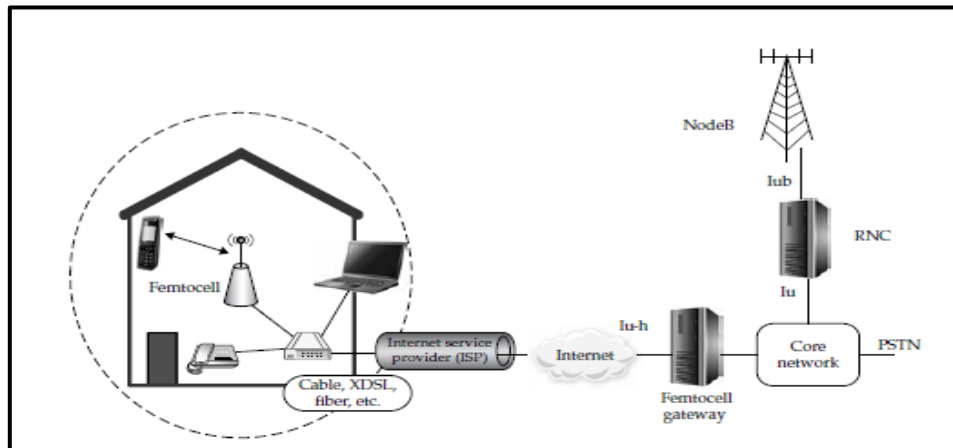 NodeB
Iub
RNC
Iu
Femtocell
Iu-h
Internet service
provider (ISP)
Internet
Core
network
PSTN
Cable, XDSL,
fiber, etc.
Femtocell
gateway